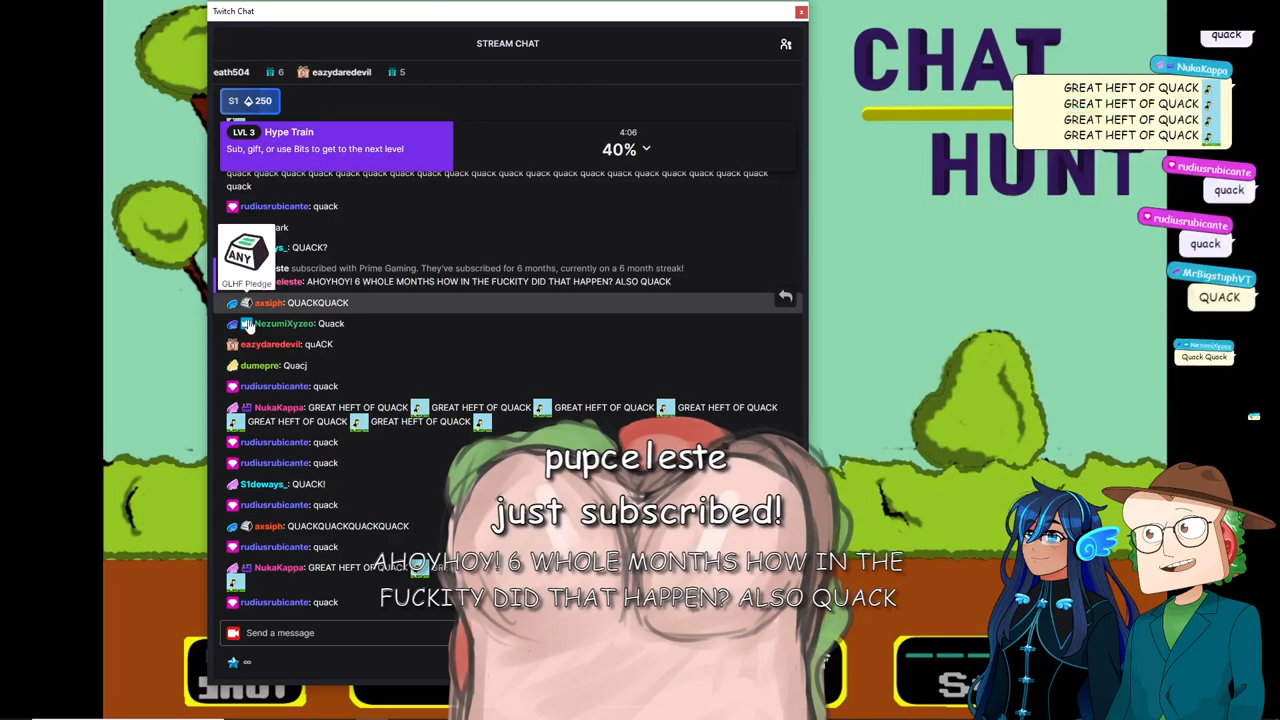 Twitch Chat
x
STREAM CHAT
eath504 6 eazydaredevil 5
S1 250
LVL 3 Hype Train
Sub, gift, or use Bits to get to the next level
4:06
40%
quack quack quack quack quack quack quack quack quack quack quack quack quack quack quack quack quack quack quack quack
quack
rudiusrubicante: quack
ark
ys_: QUACK?
este subscribed with Prime Gaming. They've subscribed for 6 months, currently on a 6 month streak!
eleste: AHOYHOY! 6 WHOLE MONTHS HOW IN THE FUCKITY DID THAT HAPPEN? ALSO QUACK
ANY
GLHF Pledge
axsiph: QUACKQUACK
NezumiXyzeo: Quack
eazydaredevil: quACK
dumepre: Quacj
rudiusrubicante: quack
NukaKappa: GREAT HEFT OF QUACK GREAT HEFT OF QUACK GREAT HEFT OF QUACK GREAT HEFT OF QUACK
GREAT HEFT OF QUACK GREAT HEFT OF QUACK
rudiusrubicante: quack
rudiusrubicante: quack
S1deways_: QUACK!
rudiusrubicante: quack
axsiph: QUACKQUACKQUACKQUACK
rudiusrubicante: quack
NukaKappa: GREAT HEFT OF QUACK
rudiusrubicante: quack
Send a message
∞
pupceleste
just subscribed!
AHOYHOY! 6 WHOLE MONTHS HOW IN THE
FUCKITY DID THAT HAPPEN? ALSO QUACK
CHAT
HUNT
SHOT
quack
NukaKappa
GREAT HEFT OF QUACK
GREAT HEFT OF QUACK
GREAT HEFT OF QUACK
GREAT HEFT OF QUACK
rudiusrubicante
quack
rudiusrubicante
quack
MrBigstuphVT
QUACK
NezumiXyzeo
Quack Quack